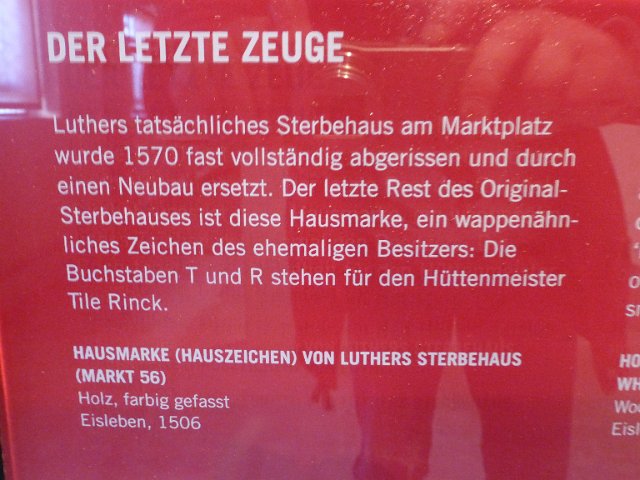 DER LETZTE ZEUGE
Luthers tatsächliches Sterbehaus am Marktplatz
wurde 1570 fast vollständig abgerissen und durch
einen Neubau ersetzt. Der letzte Rest des Original-
Sterbehauses ist diese Hausmarke, ein wappenähn-
liches Zeichen des ehemaligen Besitzers: Die
Buchstaben T und R stehen für den Hüttenmeister
Tile Rinck.
HAUSMARKE (HAUSZEICHEN) VON LUTHERS STERBEHAUS
(MARKT 56)
Holz, farbig gefasst
Eisleben, 1506